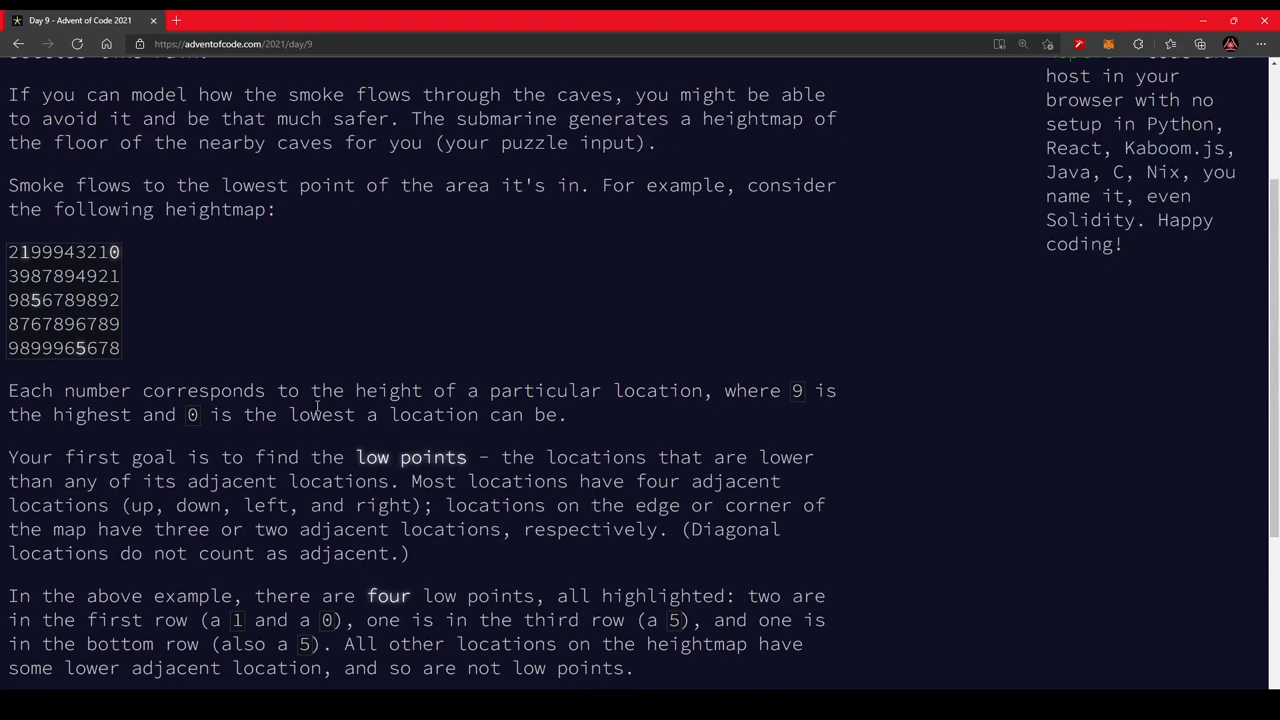 Day 9 - Advent of Code 2021
https://adventofcode.com/2021/day/9
If you can model how the smoke flows through the caves, you might be able
to avoid it and be that much safer. The submarine generates a heightmap of
the floor of the nearby caves for you (your puzzle input).
Smoke flows to the lowest point of the area it's in. For example, consider
the following heightmap:
2199943210
3987894921
9856789892
8767896789
9899965678
Each number corresponds to the height of a particular location, where 9 is
the highest and 0 is the lowest a location can be.
Your first goal is to find the low points - the locations that are lower
than any of its adjacent locations. Most locations have four adjacent
locations (up, down, left, and right); locations on the edge or corner of
the map have three or two adjacent locations, respectively. (Diagonal
locations do not count as adjacent.)
In the above example, there are four low points, all highlighted: two are
in the first row (a 1 and a 0), one is in the third row (a 5), and one is
in the bottom row (also a 5). All other locations on the heightmap have
some lower adjacent location, and so are not low points.
host in your
browser with no
setup in Python,
React, Kaboom.js,
Java, C, Nix, you
name it, even
Solidity. Happy
coding!